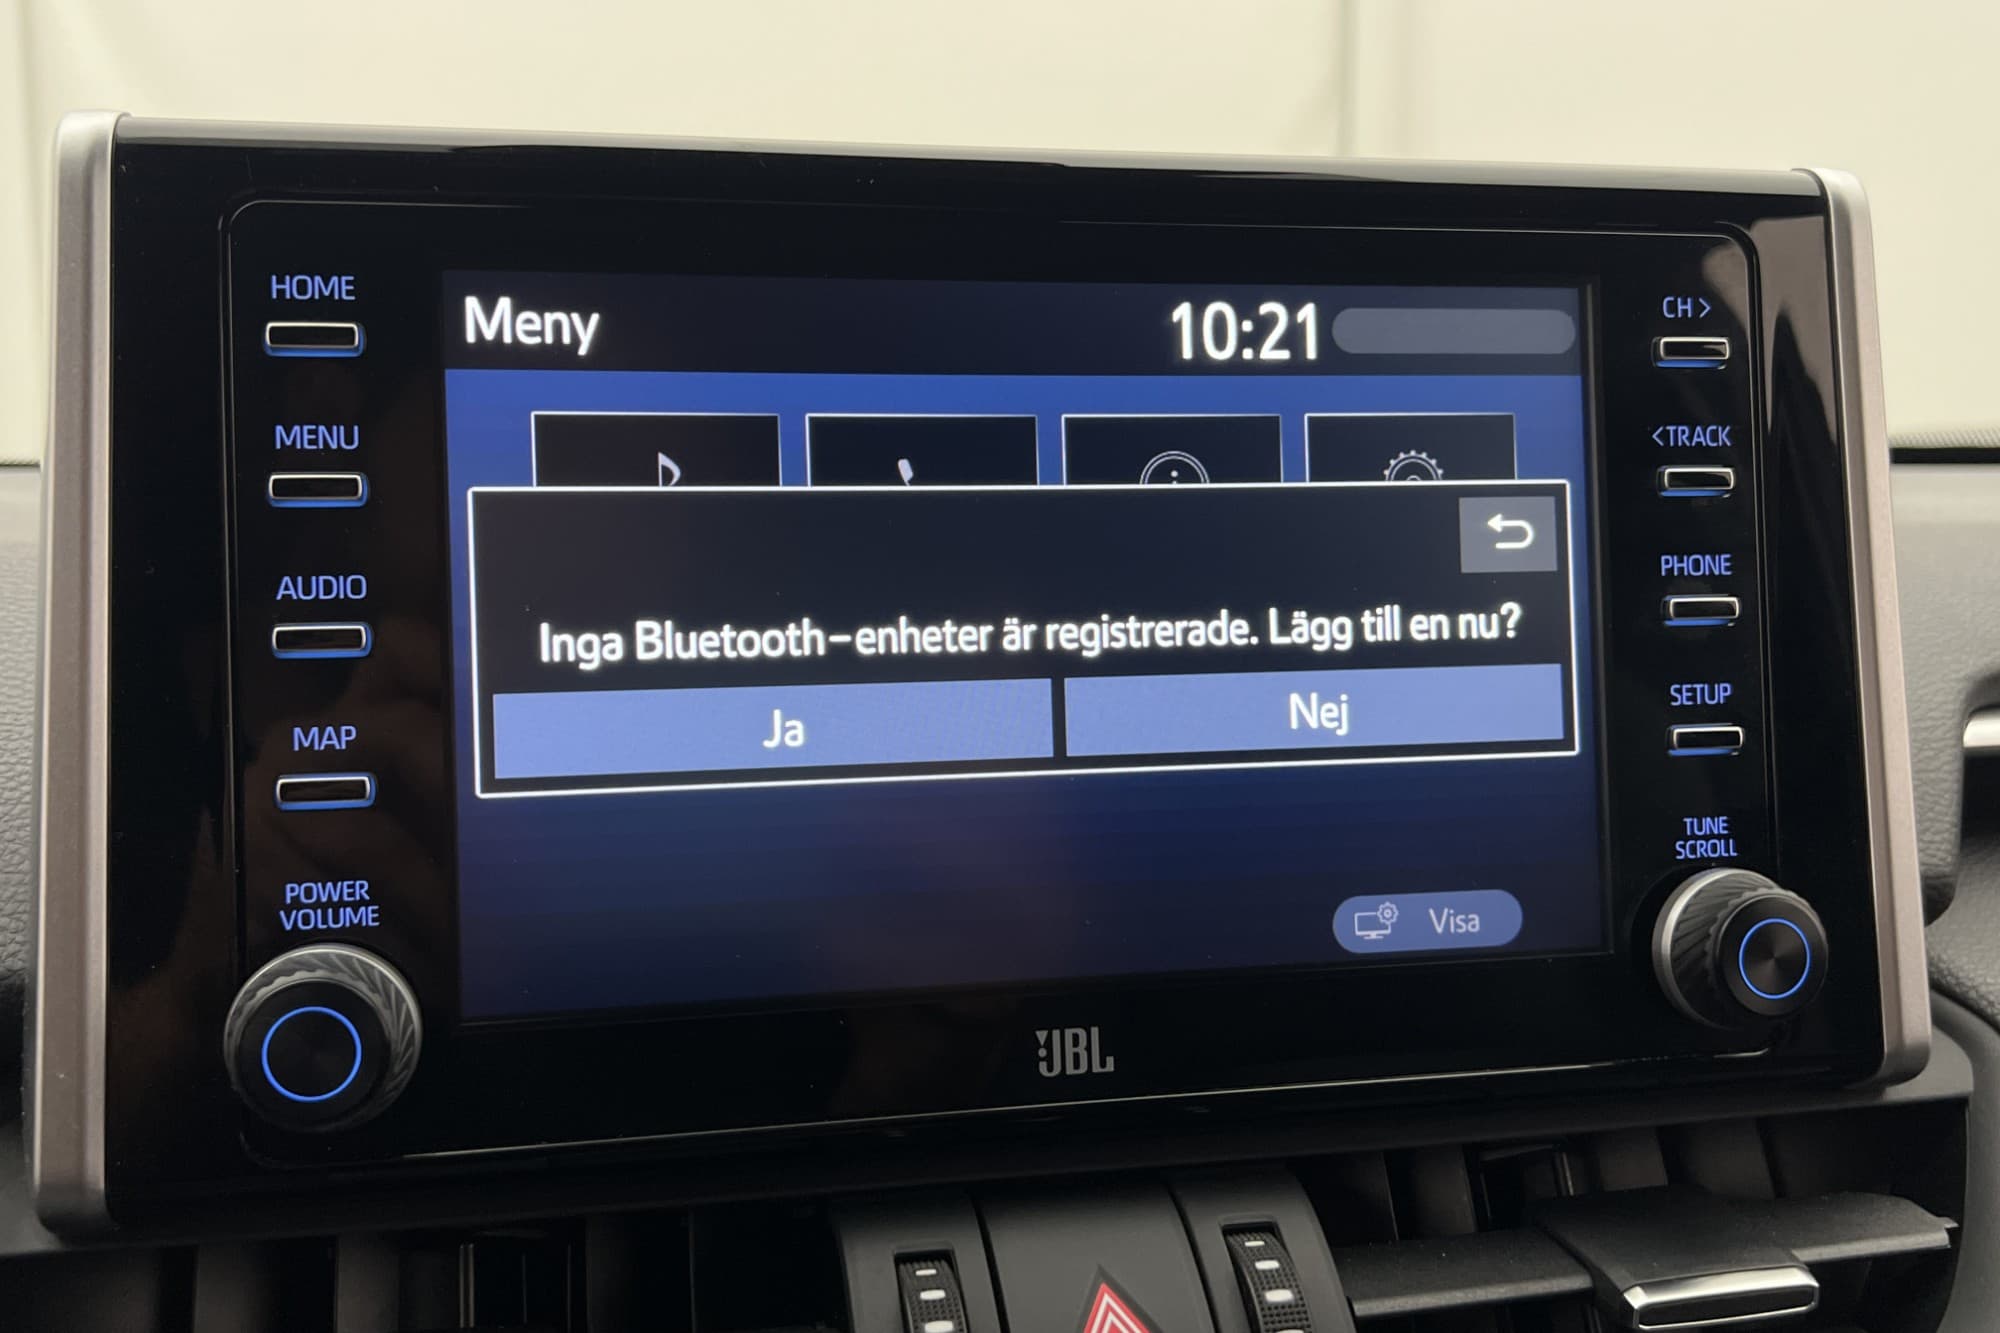 HOME
MENU
AUDIO
MAP
POWER
VOLUME
Meny
10:21
Inga Bluetooth-enheter är registrerade. Lägg till en nu?
Ja
Nej
Visa
JBL
CH >
<TRACK
PHONE
SETUP
TUNE
SCROLL